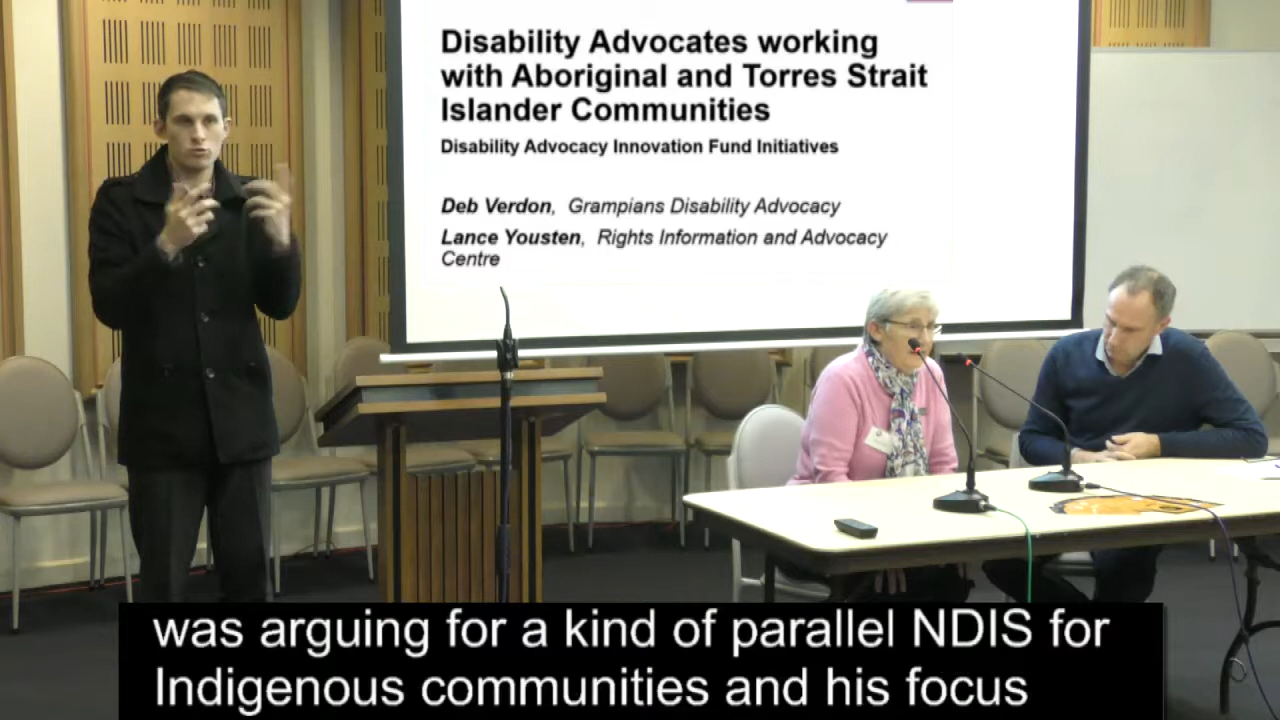 Disability Advocates working
with Aboriginal and Torres Strait
Islander Communities
Disability Advocacy Innovation Fund Initiatives
Deb Verdon, Grampians Disability Advocacy
Lance Yousten, Rights Information and Advocacy
Centre
was arguing for a kind of parallel NDIS for
Indigenous communities and his focus